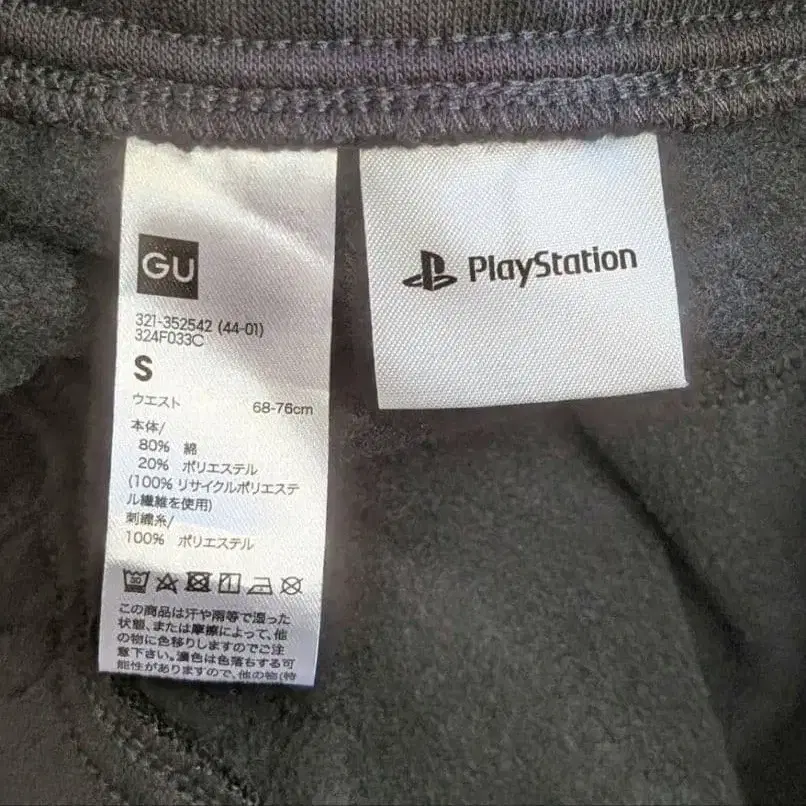 GU
321-352542 (44-01)
324F033C
S
ウエスト 68-76cm
本体/
80% 綿
20% ポリエステル
(100% リサイクルポリエステ
ル繊維を使用)
刺繍糸/
100% ポリエステル
30
この商品は汗や雨等で湿った
状態、または摩擦によって、他
の物に色移りしますのでご注
意下さい。濃色は色落ちする可
能性がありますので、他の物(特
PlayStation